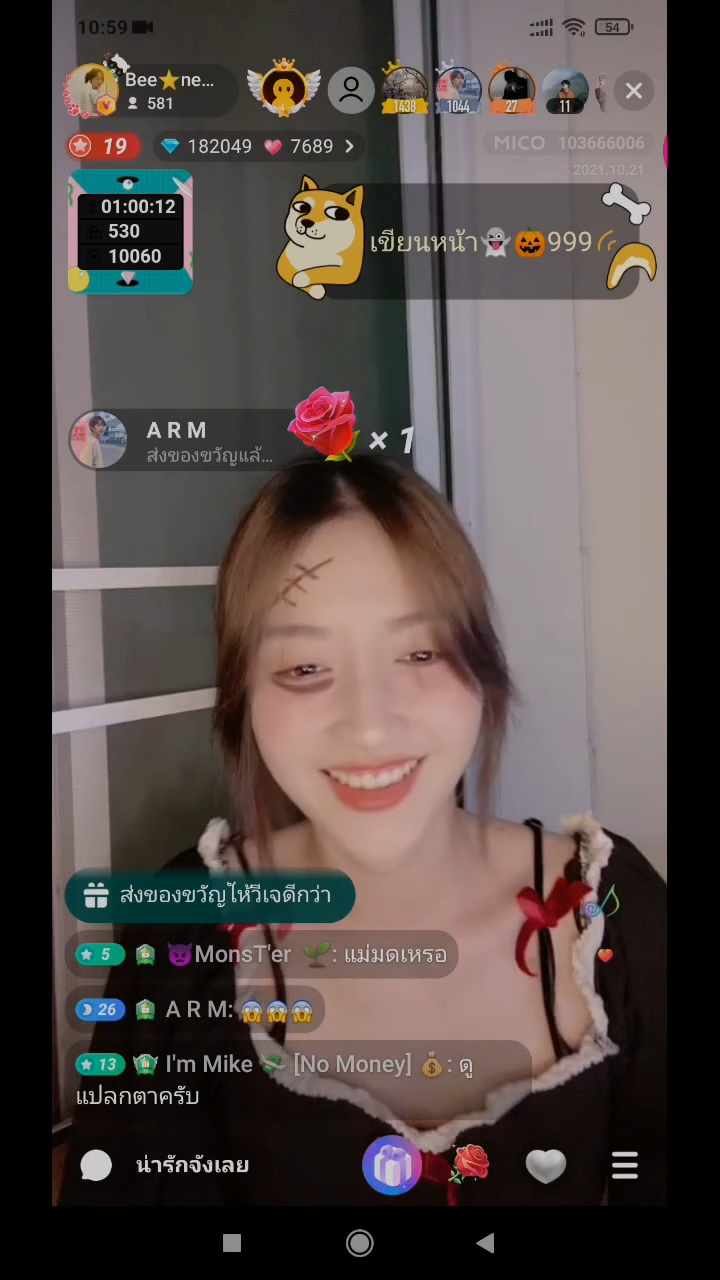 10:59
54
Bee⭐ne...
581
1438
1044
27
11
19
182049
7689
MICO 103666006
2021.10.21
01:00:12
530
10060
เขียนหน้า👻🎃999
A R M
ส่งของขวัญแล้...
× 1
ส่งของขวัญให้วีเจดีกว่า
5 😈MonsT'er 🌱: แม่มดเหรอ
26 A R M: 😱😱😱
13 I'm Mike 💸 [No Money] 💰: ดู
แปลกตาครับ
น่ารักจังเลย